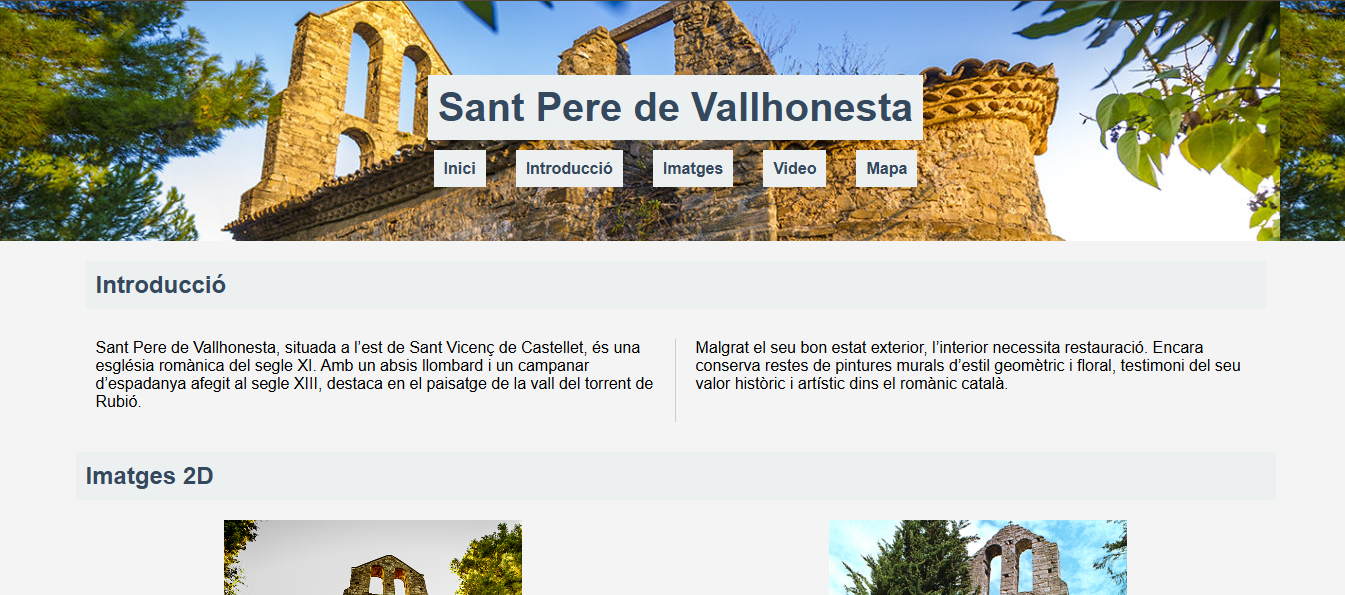 Sant Pere de Vallhonesta
Inici
Introducció
Imatges
Video
Mapa
Introducció
Sant Pere de Vallhonesta, situada a l’est de Sant Vicenç de Castellet, és una
església romànica del segle XI. Amb un absis llombard i un campanar
d’espadanya afegit al segle XIII, destaca en el paisatge de la vall del torrent de
Rubió.
Malgrat el seu bon estat exterior, l’interior necessita restauració. Encara
conserva restes de pintures murals d’estil geomètric i floral, testimoni del seu
valor històric i artístic dins el romànic català.
Imatges 2D